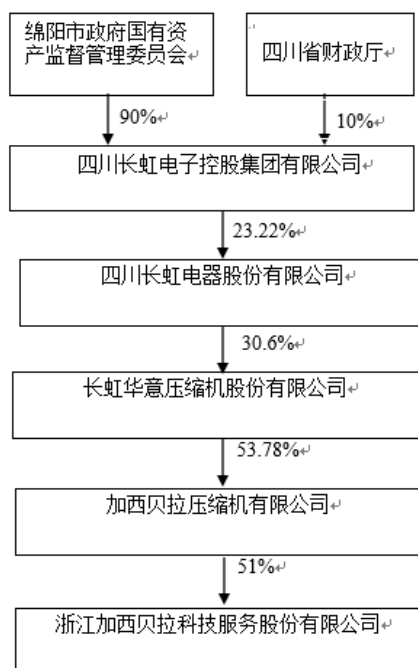 绵阳市政府国有资
产监督管理委员会↵
四川省财政厅↵
90%↵
10%↵
四川长虹电子控股集团有限公司↵
23.22%↵
四川长虹电器股份有限公司↵
30.6%↵
长虹华意压缩机股份有限公司↵
53.78%↵
加西贝拉压缩机有限公司↵
51%↵
浙江加西贝拉科技服务股份有限公司↵